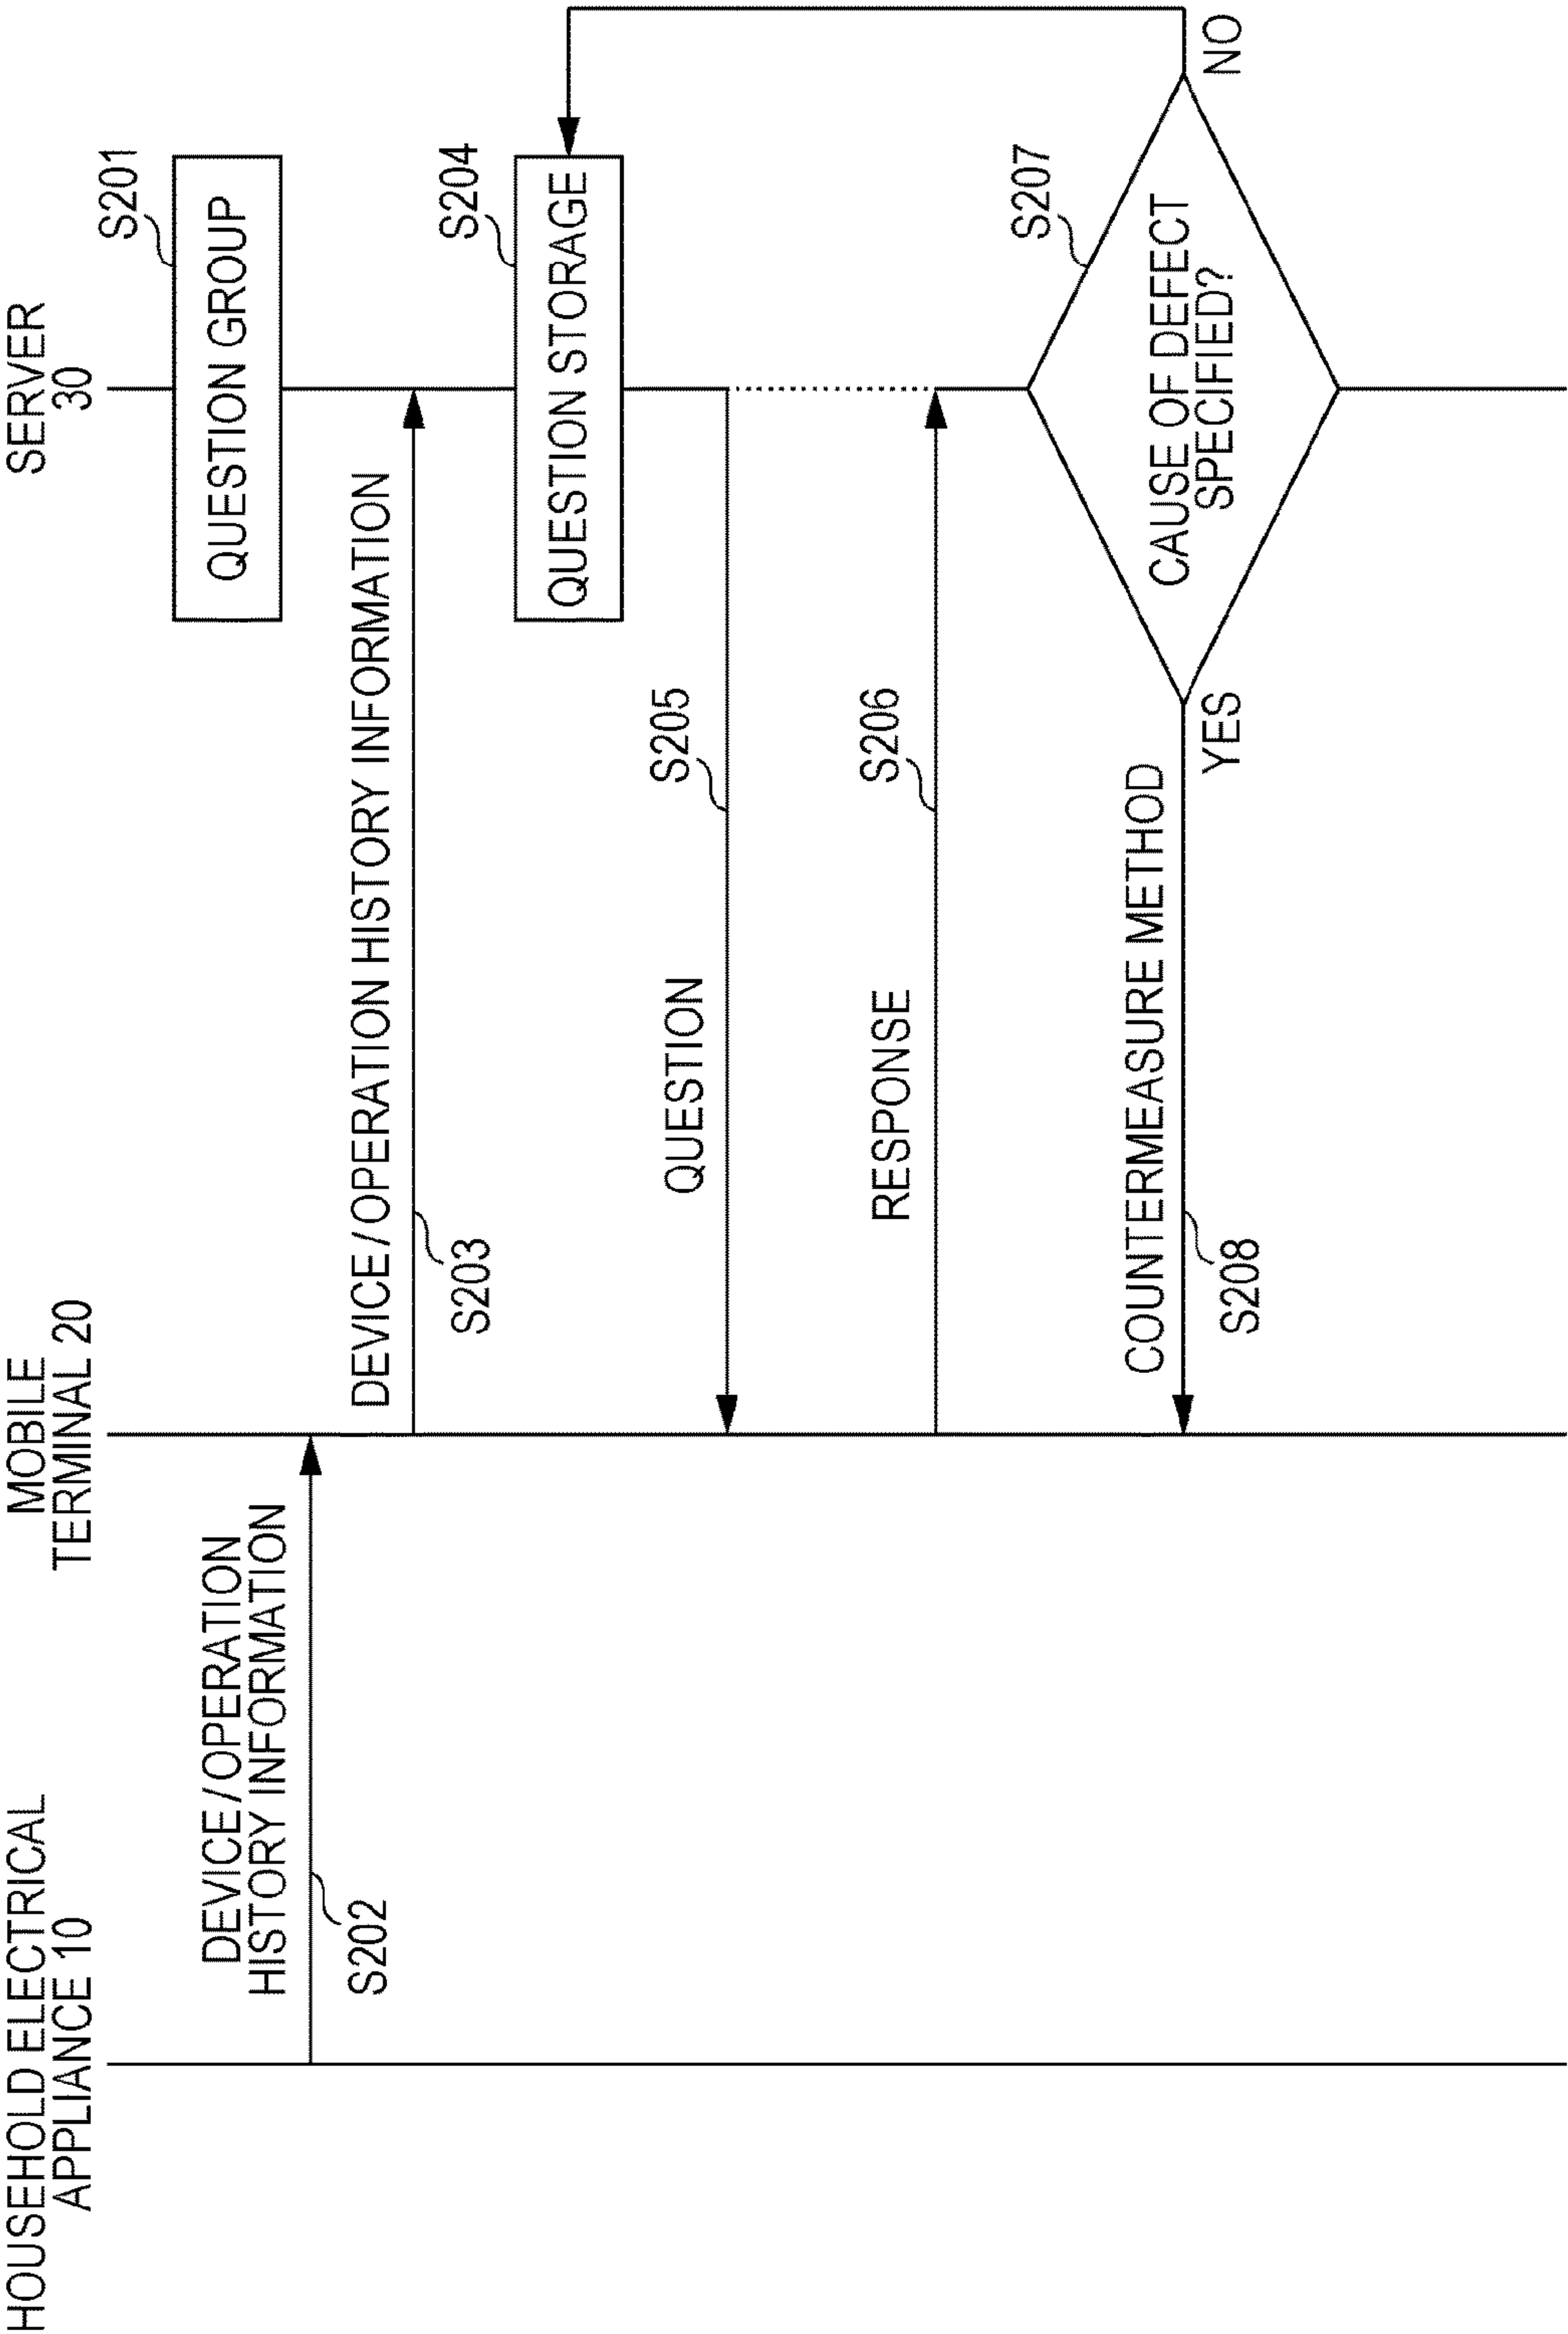 HOUSEHOLD ELECTRICAL
APPLIANCE 10
MOBILE
TERMINAL 20
SERVER
30
S201
QUESTION GROUP
DEVICE/OPERATION
HISTORY INFORMATION
S202
DEVICE/OPERATION HISTORY INFORMATION
S203
S204
QUESTION STORAGE
S205
QUESTION
S206
RESPONSE
S207
CAUSE OF DEFECT
SPECIFIED?
NO
YES
COUNTERMEASURE METHOD
S208